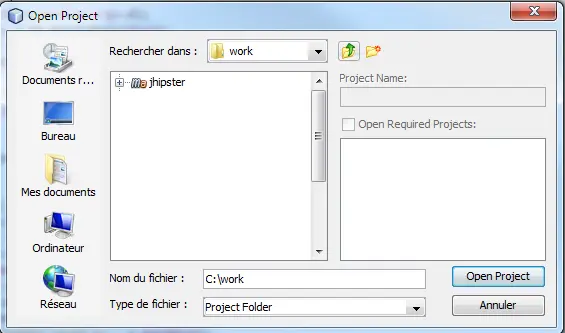 Open Project
Rechercher dans :
work
Documents r...
Bureau
Mes documents
Ordinateur
Réseau
ma jhipster
Project Name:
Open Required Projects:
Nom du fichier :
C:\work
Open Project
Type de fichier :
Project Folder
Annuler